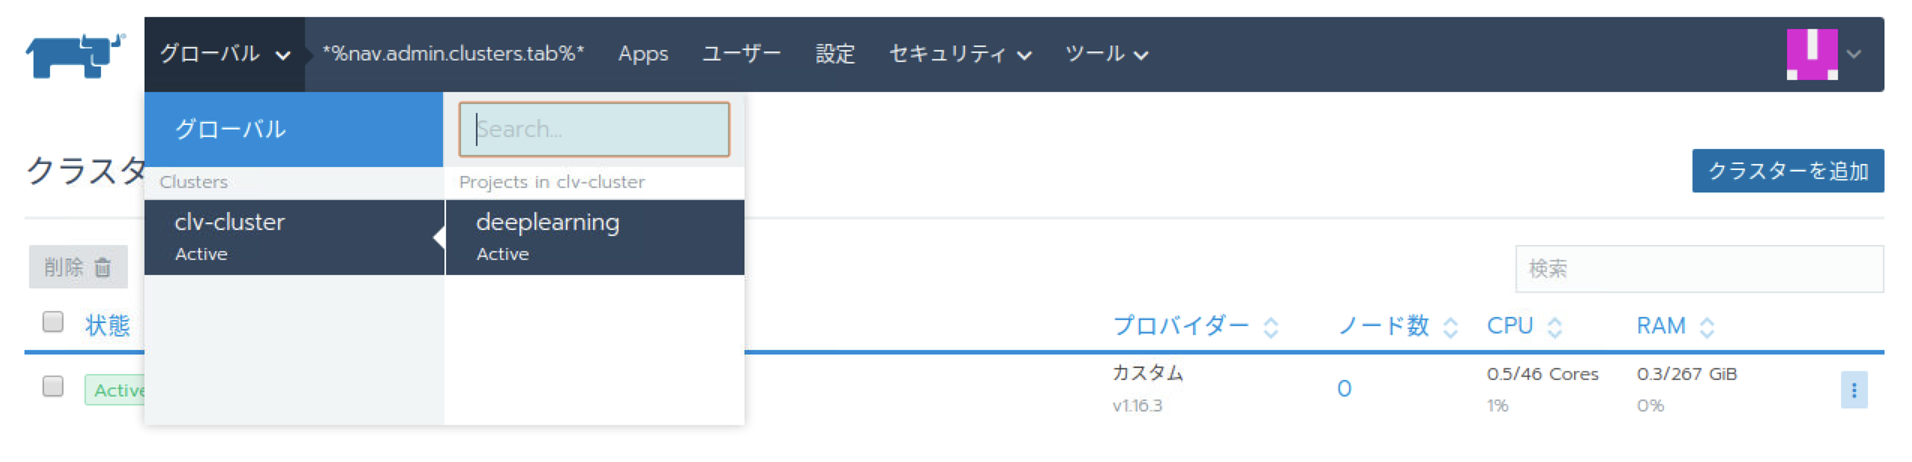 グローバル *%nav.admin.clusters.tab%* Apps ユーザー 設定 セキュリティ ツール
グローバル Search...
クラスタ クラスターを追加
Clusters Projects in clv-cluster
clv-cluster deeplearning
Active Active
削除 検索
状態 プロバイダー ノード数 CPU RAM
Active カスタム 0 0.5/46 Cores 0.3/267 GiB
v1.16.3 1% 0%